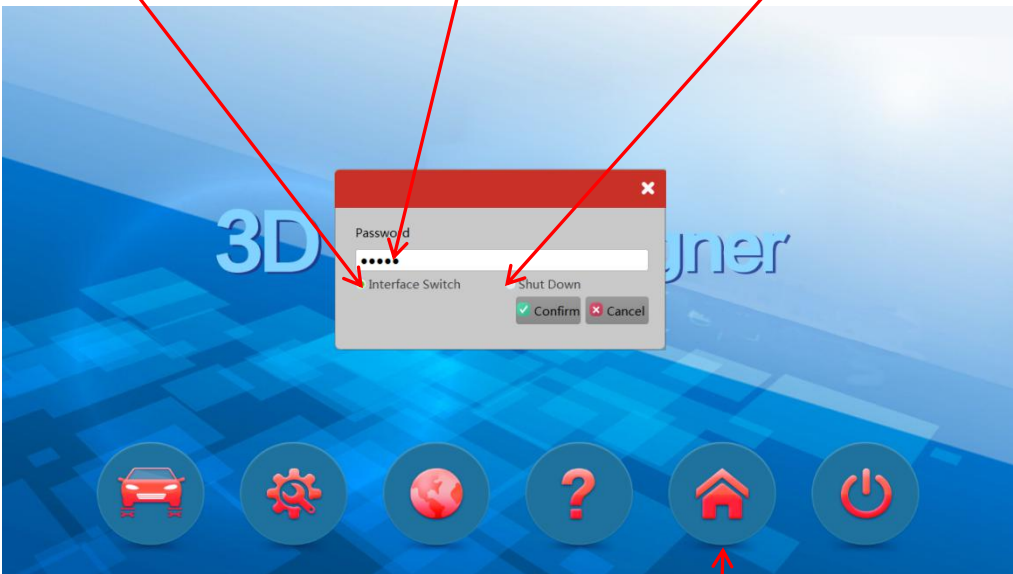 Password
3D
gner
•••••
Interface Switch
Shut Down
Confirm
Cancel